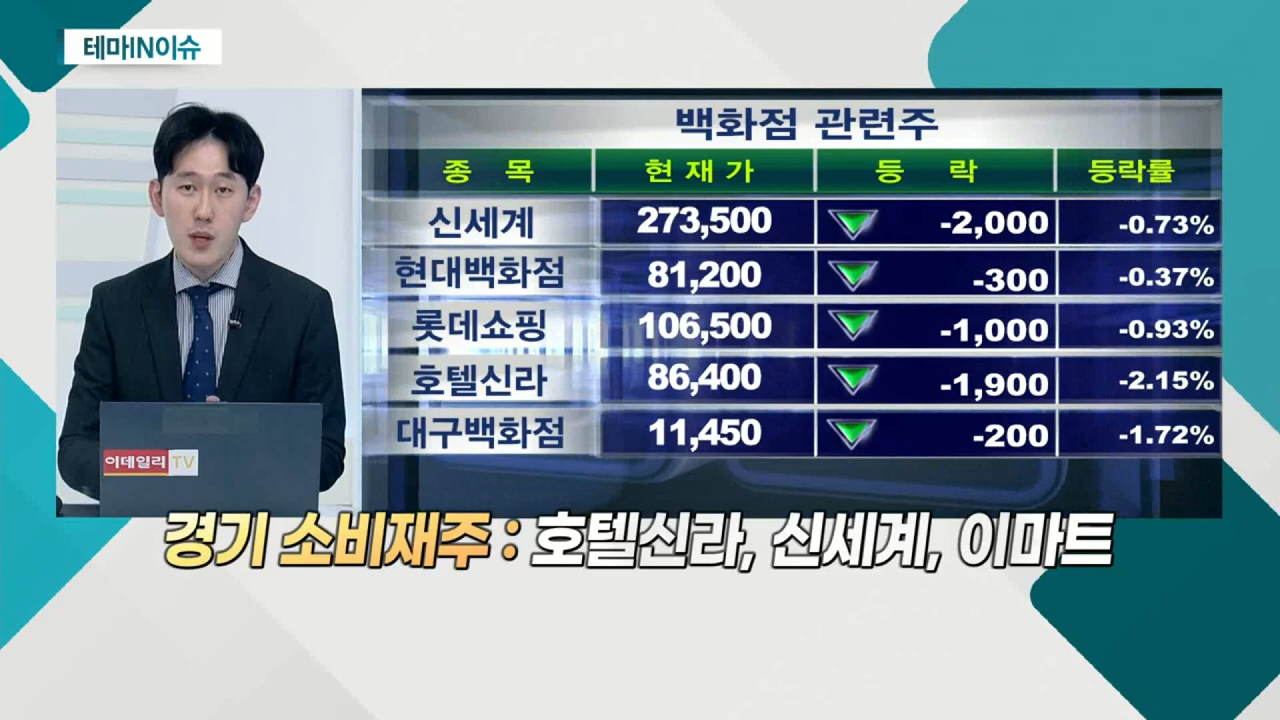 테마IN이슈
백화점 관련주
종 목 현재가 등 락 등락률
신세계 273,500 -2,000 -0.73%
현대백화점 81,200 -300 -0.37%
롯데쇼핑 106,500 -1,000 -0.93%
호텔신라 86,400 -1,900 -2.15%
대구백화점 11,450 -200 -1.72%
이데일리TV
경기 소비재주 : 호텔신라, 신세계, 이마트